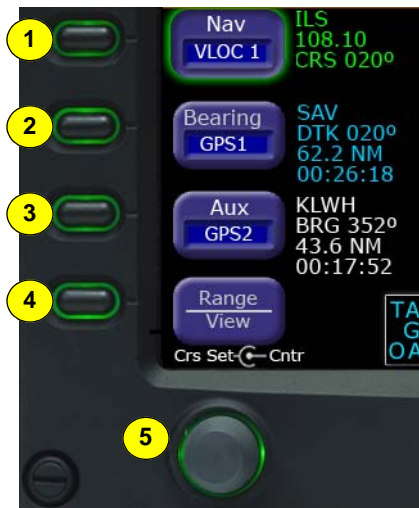 1
Nav
VLOC 1
ILS
108.10
CRS 020º
2
Bearing
GPS1
SAV
DTK 020º
62.2 NM
00:26:18
3
Aux
GPS2
KLWH
BRG 352º
43.6 NM
00:17:52
4
Range
View
TA
G
OA
Crs Set
Cntr
5